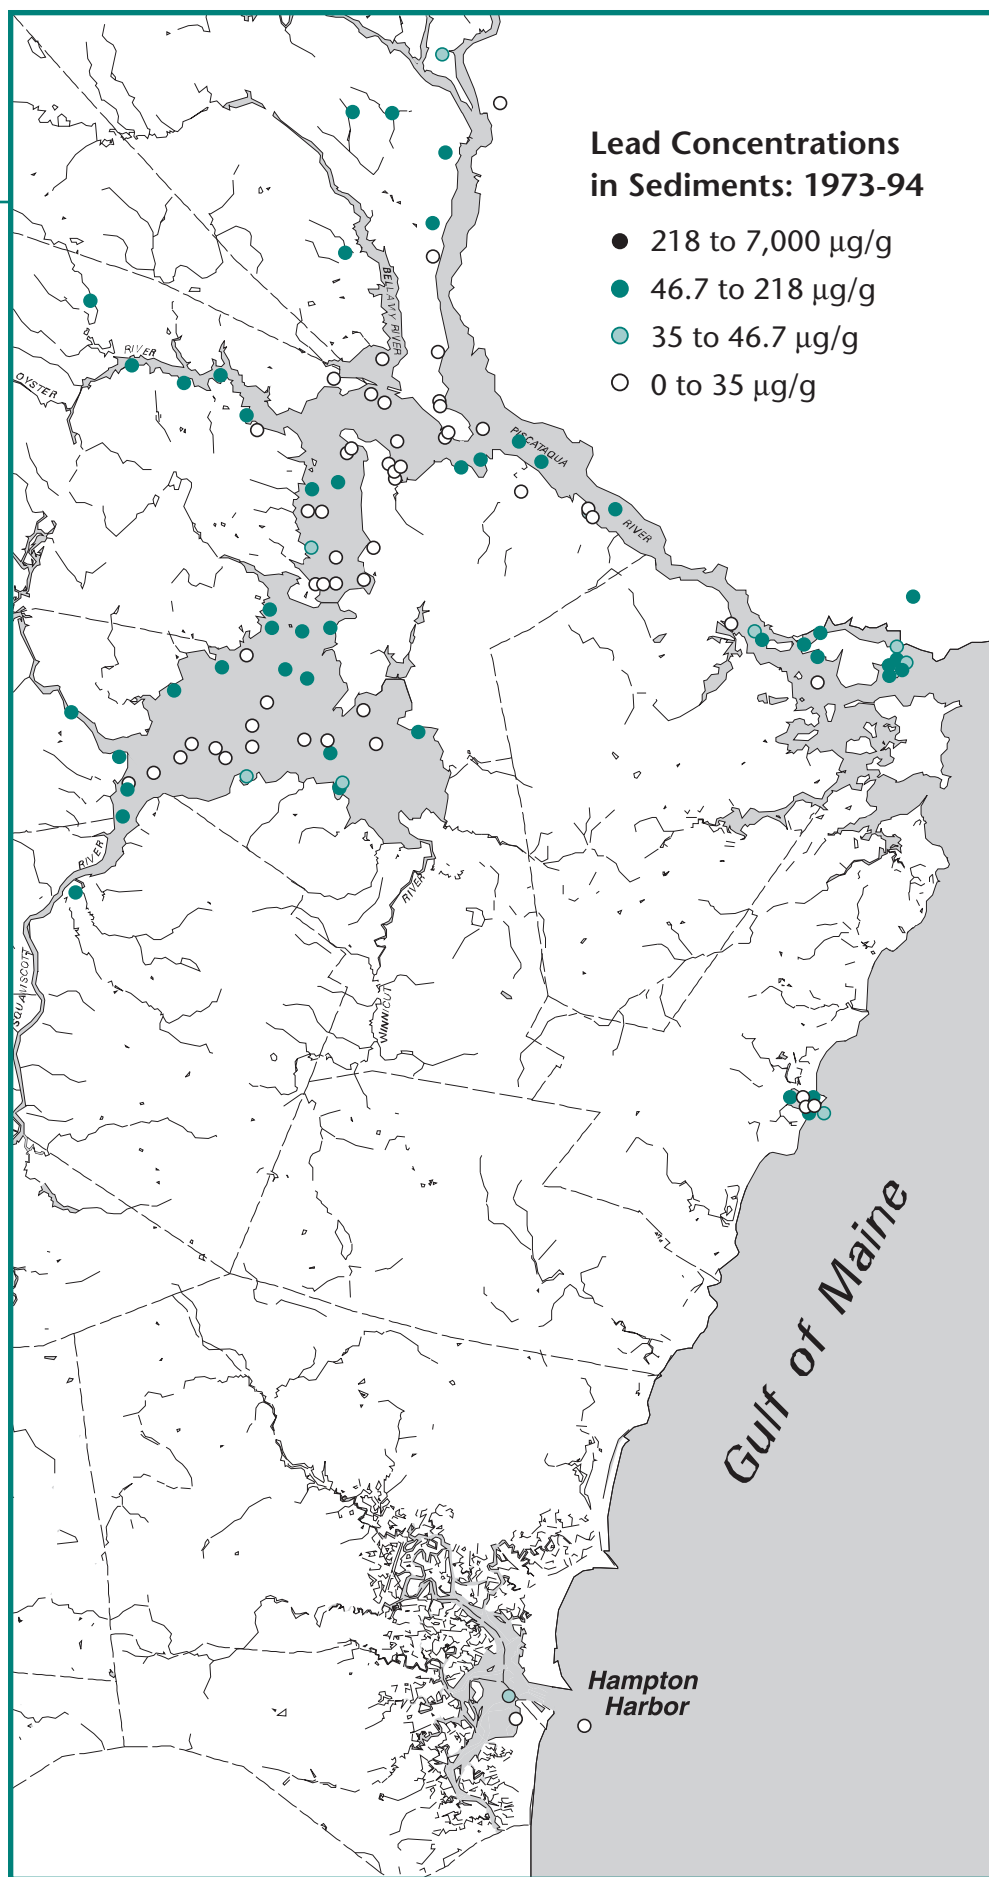 Lead Concentrations
in Sediments: 1973-94
218 to 7,000 µg/g
46.7 to 218 µg/g
35 to 46.7 µg/g
0 to 35 µg/g
BELLAMY RIVER
RIVER
OYSTER
PISCATAQUA
RIVER
RIVER
RIVER
SQUAMSCOTT
WINNICUT
Gulf of Maine
Hampton
Harbor